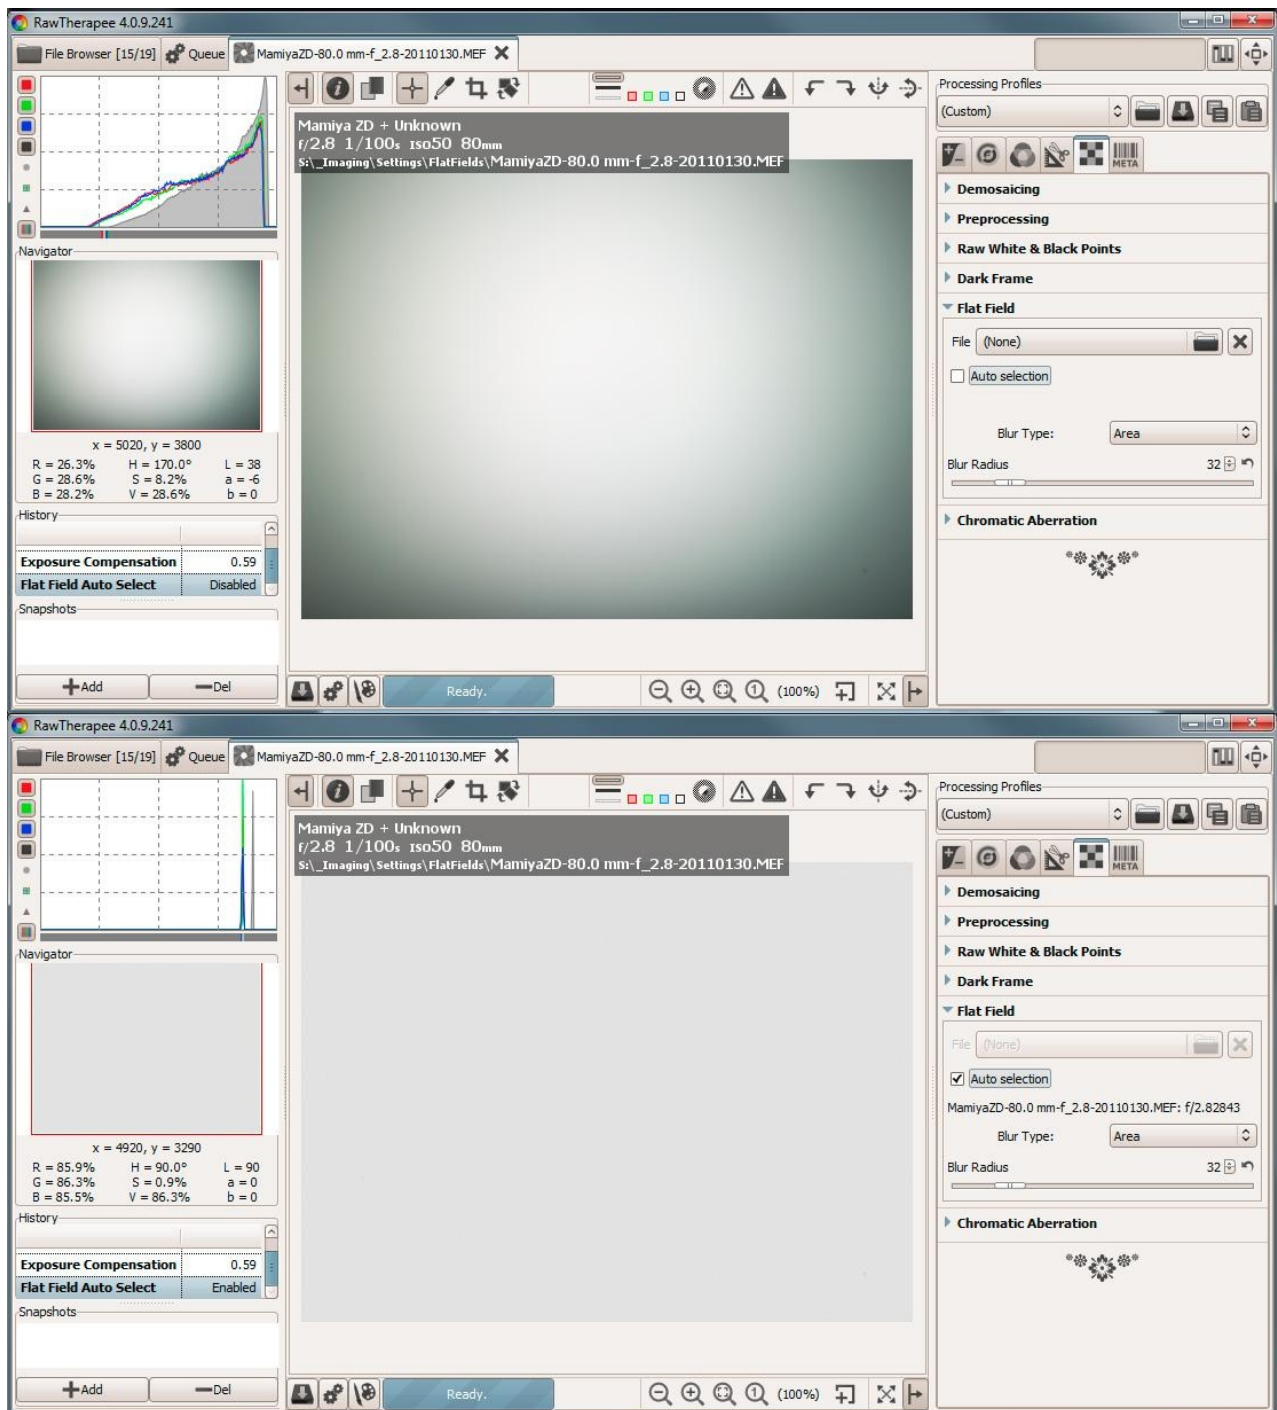 RawTherapee 4.0.9.241
File Browser [15/19] Queue MamiyaZD-80.0 mm-f_2.8-20110130.MEF
Mamiya ZD + Unknown
f/2.8 1/100s ISO50 80mm
S:\_Imaging\Settings\FlatFields\MamiyaZD-80.0 mm-f_2.8-20110130.MEF
Navigator
x = 5020, y = 3800
R = 26.3% H = 170.0° L = 38
G = 28.6% S = 8.2% a = -6
B = 28.2% V = 28.6% b = 0
History
Exposure Compensation 0.59
Flat Field Auto Select Disabled
Snapshots
Add Del
Ready.
(100%)
Processing Profiles
(Custom)
META
Demosaicing
Preprocessing
Raw White & Black Points
Dark Frame
Flat Field
File (None)
Auto selection
Blur Type: Area
Blur Radius 32
Chromatic Aberration
RawTherapee 4.0.9.241
File Browser [15/19] Queue MamiyaZD-80.0 mm-f_2.8-20110130.MEF
Mamiya ZD + Unknown
f/2.8 1/100s ISO50 80mm
S:\_Imaging\Settings\FlatFields\MamiyaZD-80.0 mm-f_2.8-20110130.MEF
Navigator
x = 4920, y = 3290
R = 85.9% H = 90.0° L = 90
G = 86.3% S = 0.9% a = 0
B = 85.5% V = 86.3% b = 0
History
Exposure Compensation 0.59
Flat Field Auto Select Enabled
Snapshots
Add Del
Ready.
(100%)
Processing Profiles
(Custom)
META
Demosaicing
Preprocessing
Raw White & Black Points
Dark Frame
Flat Field
File (None)
Auto selection
MamiyaZD-80.0 mm-f_2.8-20110130.MEF: f/2.82843
Blur Type: Area
Blur Radius 32
Chromatic Aberration